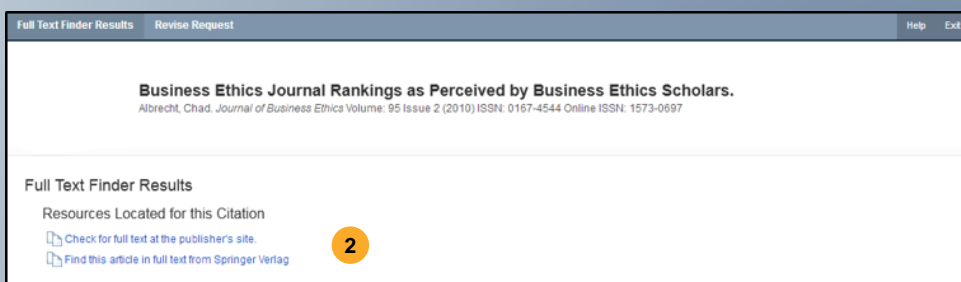 Full Text Finder Results Revise Request Help Exit
Business Ethics Journal Rankings as Perceived by Business Ethics Scholars.
Albrecht, Chad. Journal of Business Ethics Volume: 95 Issue 2 (2010) ISSN: 0167-4544 Online ISSN: 1573-0697
Full Text Finder Results
Resources Located for this Citation
Check for full text at the publisher's site.
2
Find this article in full text from Springer Verlag